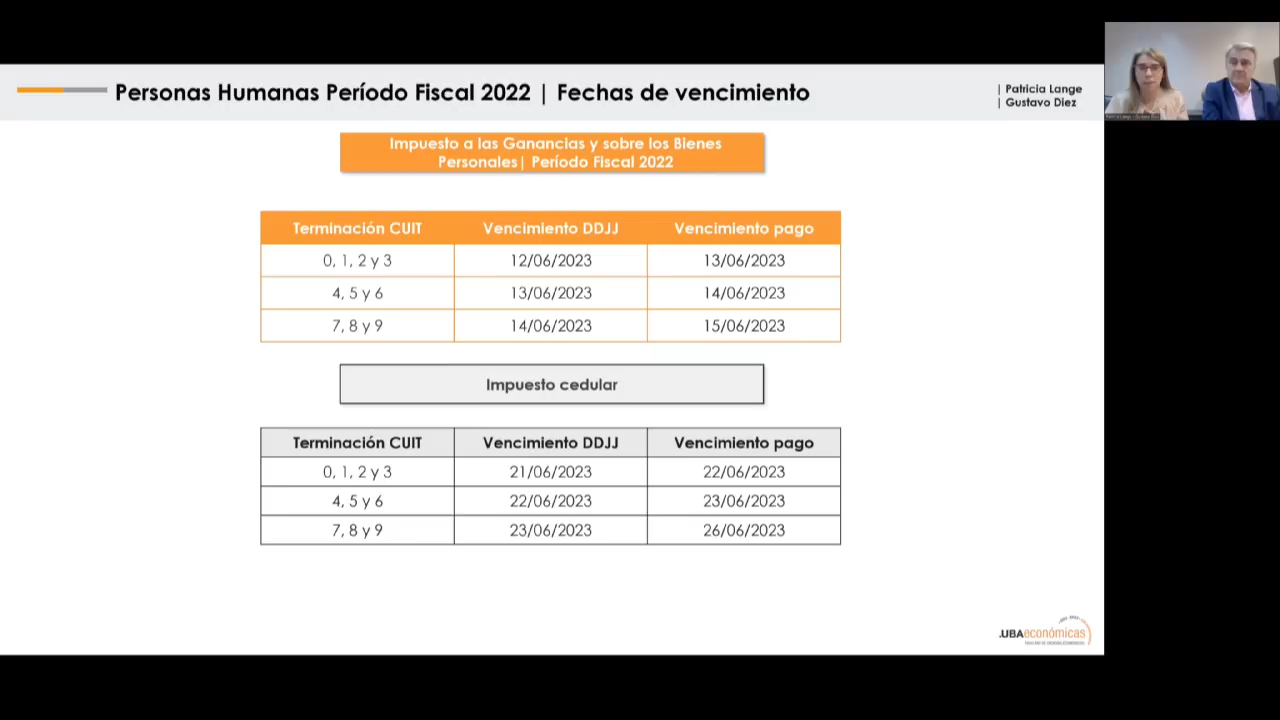 Personas Humanas Período Fiscal 2022 | Fechas de vencimiento
| Patricia Lange
| Gustavo Diez
Impuesto a las Ganancias y sobre los Bienes
Personales| Período Fiscal 2022
Terminación CUIT Vencimiento DDJJ Vencimiento pago
0, 1, 2 y 3 12/06/2023 13/06/2023
4, 5 y 6 13/06/2023 14/06/2023
7, 8 y 9 14/06/2023 15/06/2023
Impuesto cedular
Terminación CUIT Vencimiento DDJJ Vencimiento pago
0, 1, 2 y 3 21/06/2023 22/06/2023
4, 5 y 6 22/06/2023 23/06/2023
7, 8 y 9 23/06/2023 26/06/2023
.UBAeconómicas